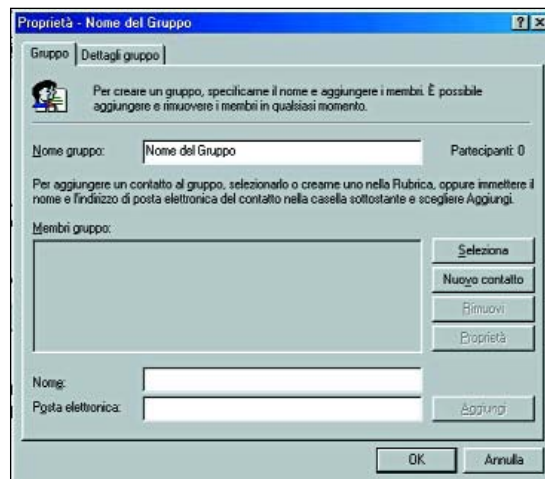 Proprietà - Nome del Gruppo
Gruppo
Dettagli gruppo
Per creare un gruppo, specificarne il nome e aggiungere i membri. È possibile
aggiungere e rimuovere i membri in qualsiasi momento.
Nome gruppo:
Nome del Gruppo
Partecipanti: 0
Per aggiungere un contatto al gruppo, selezionarlo o crearne uno nella Rubrica, oppure immettere il
nome e l'indirizzo di posta elettronica del contatto nella casella sottostante e scegliere Aggiungi.
Membri gruppo:
Seleziona
Nuovo contatto
Rimuovi
Proprietà
Nome:
Posta elettronica:
Aggiungi
OK
Annulla